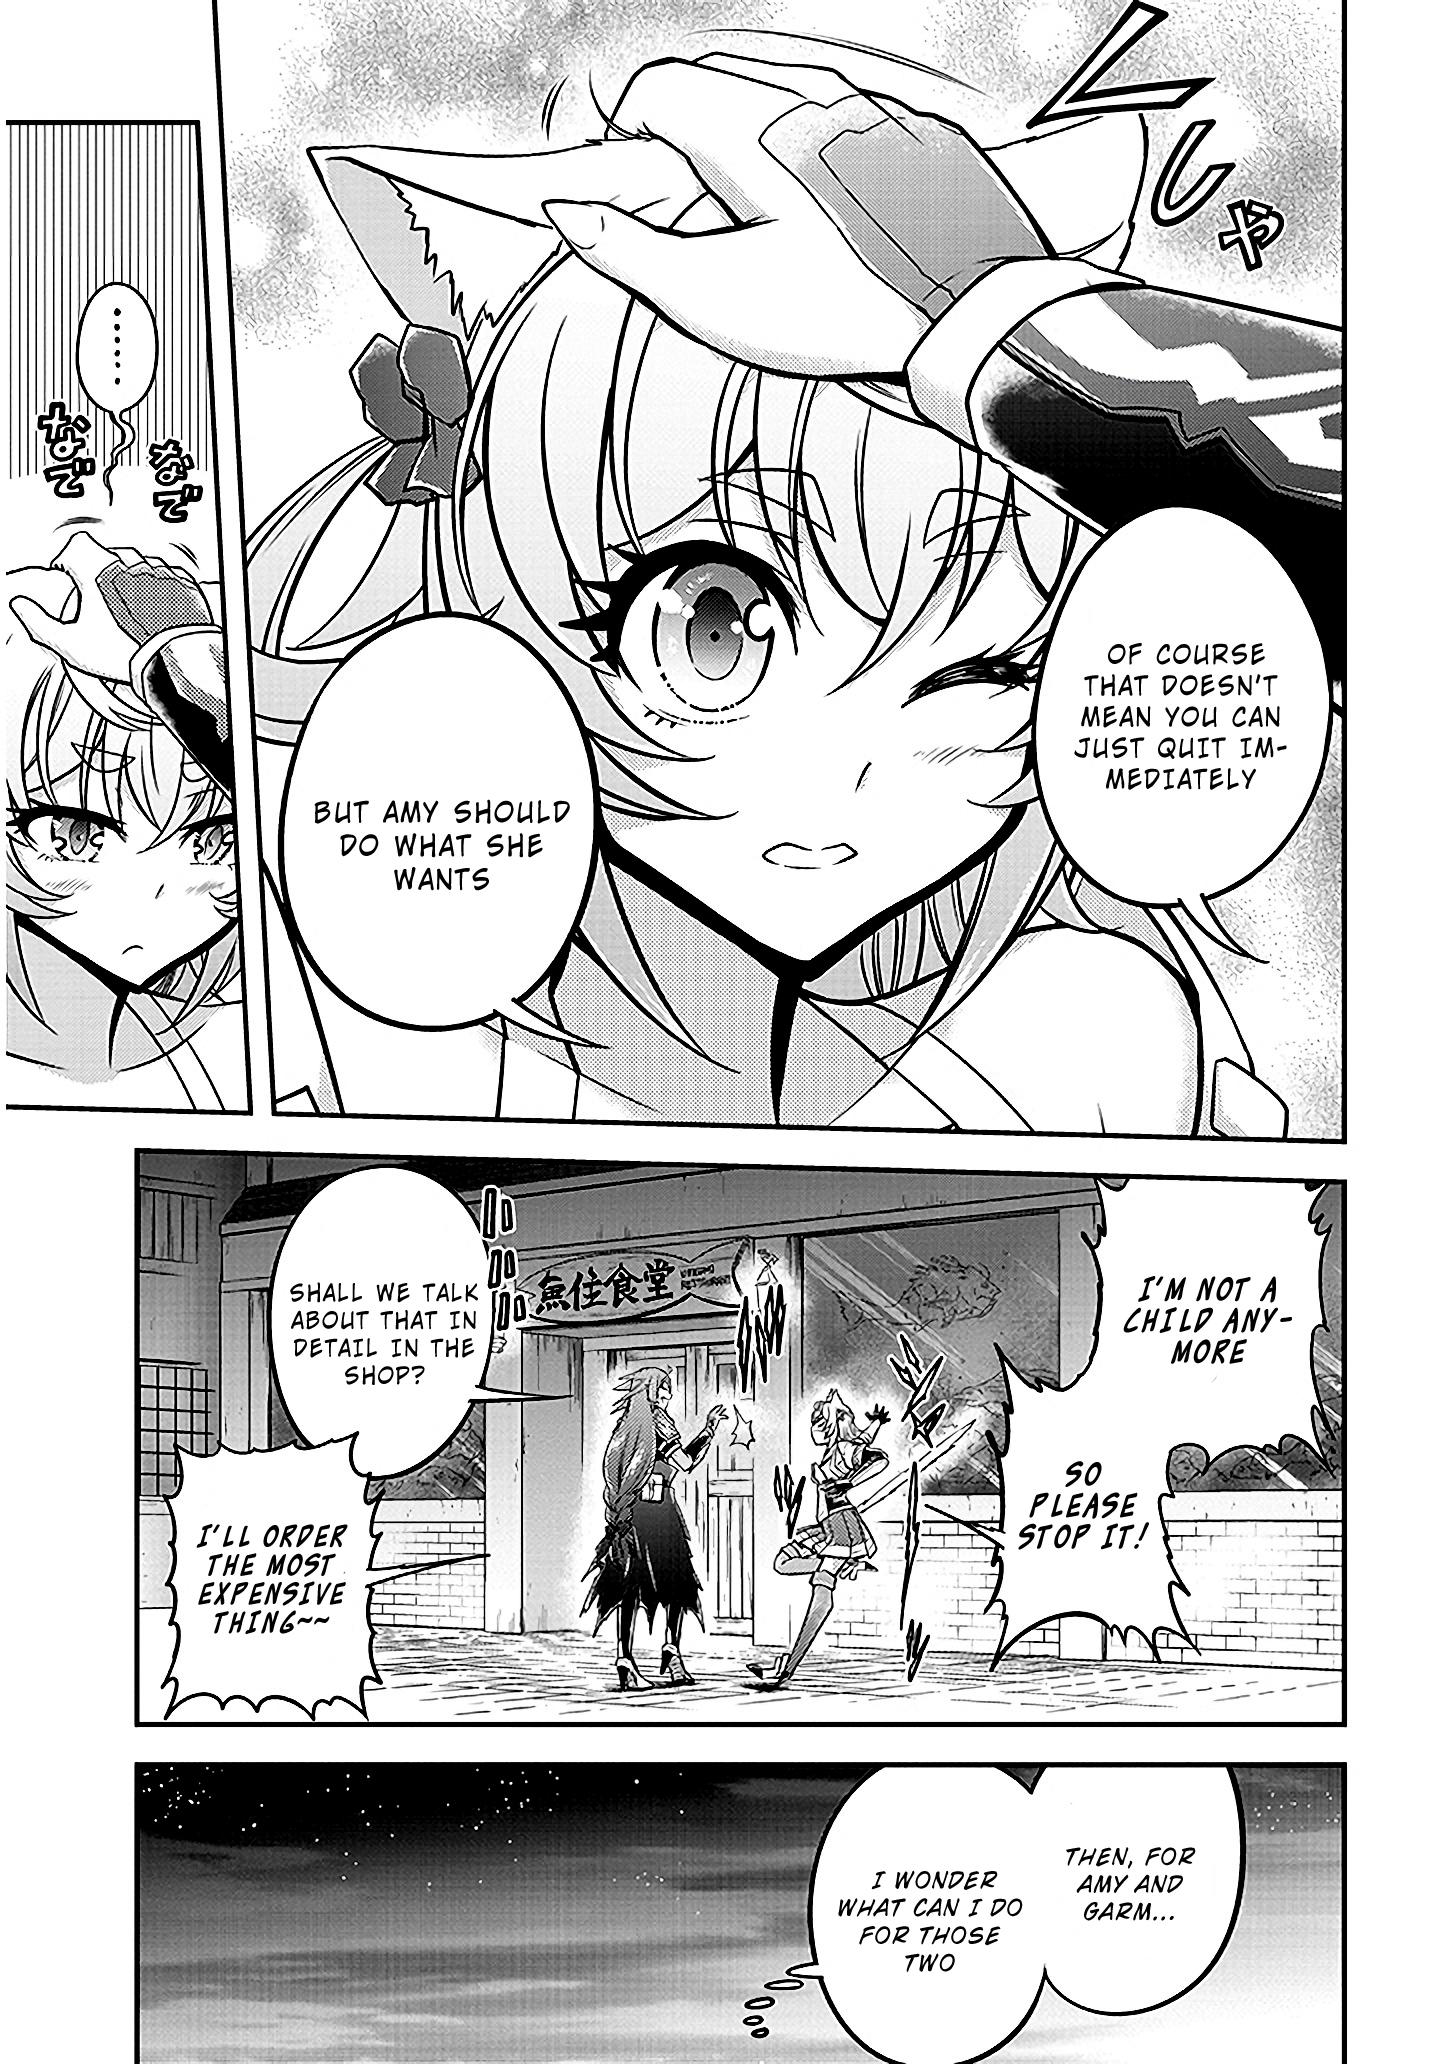 くしゃ
OF COURSE
THAT DOESN'T
MEAN YOU CAN
JUST QUIT IM-
MEDIATELY
BUT AMY SHOULD
DO WHAT SHE
WANTS
......
なで
なで
I'M NOT A
CHILD ANY-
MORE
SO
PLEASE
STOP IT!
無住食堂
RESTAURANT
SHALL WE TALK
ABOUT THAT IN
DETAIL IN THE
SHOP?
I'LL ORDER
THE MOST
EXPENSIVE
THING~~
THEN, FOR
AMY AND
GARM...
I WONDER
WHAT CAN I DO
FOR THOSE
TWO